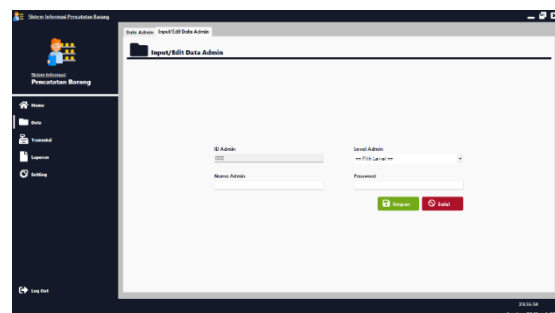 Sistem Informasi Pencatatan Barang
Data Admin
Input/Edit Data Admin
Input/Edit Data Admin
Sistem Informasi
Pencatatan Barang
Home
Data
Transaksi
Laporan
Setting
Log Out
ID Admin
002
Level Admin
== Pilih Level ==
Nama Admin
Password
Simpan
Batal